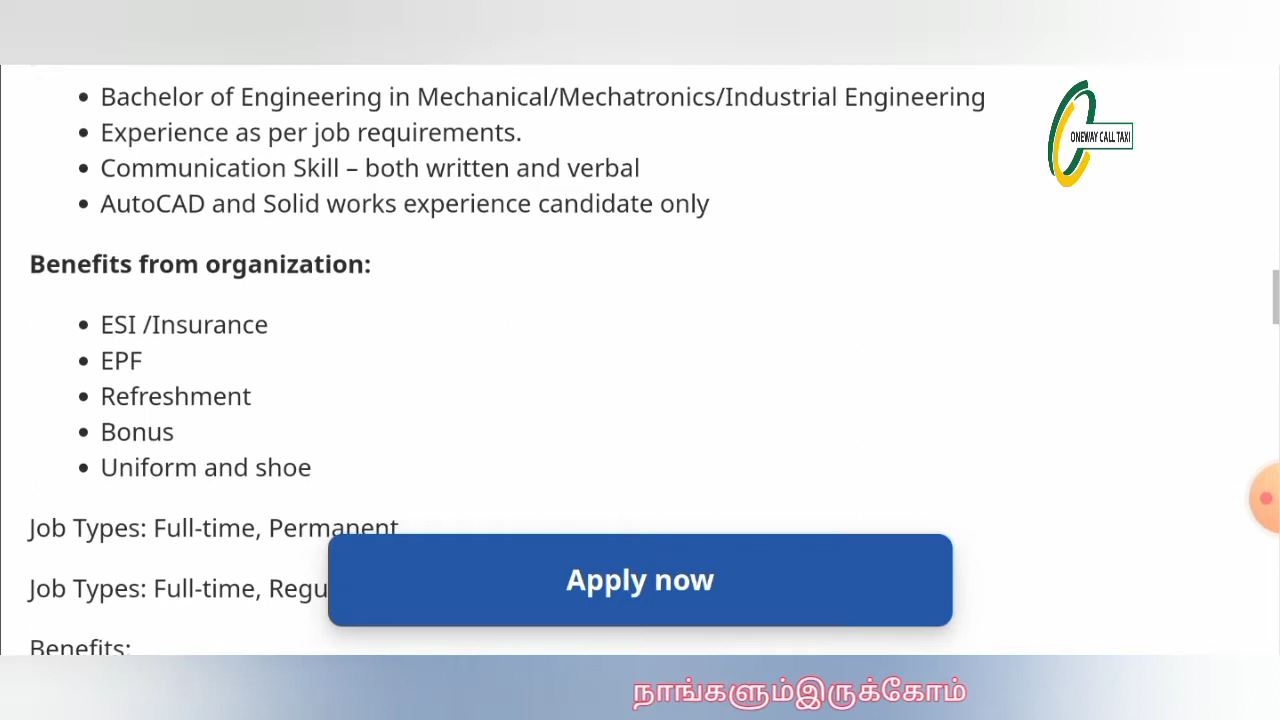 Bachelor of Engineering in Mechanical/Mechatronics/Industrial Engineering
Experience as per job requirements.
Communication Skill – both written and verbal
AutoCAD and Solid works experience candidate only
ONEWAY CALL TAXI
Benefits from organization:
ESI /Insurance
EPF
Refreshment
Bonus
Uniform and shoe
Job Types: Full-time, Permanent
Job Types: Full-time, Regu
Apply now
Benefits:
நாங்களும்இருக்கோம்